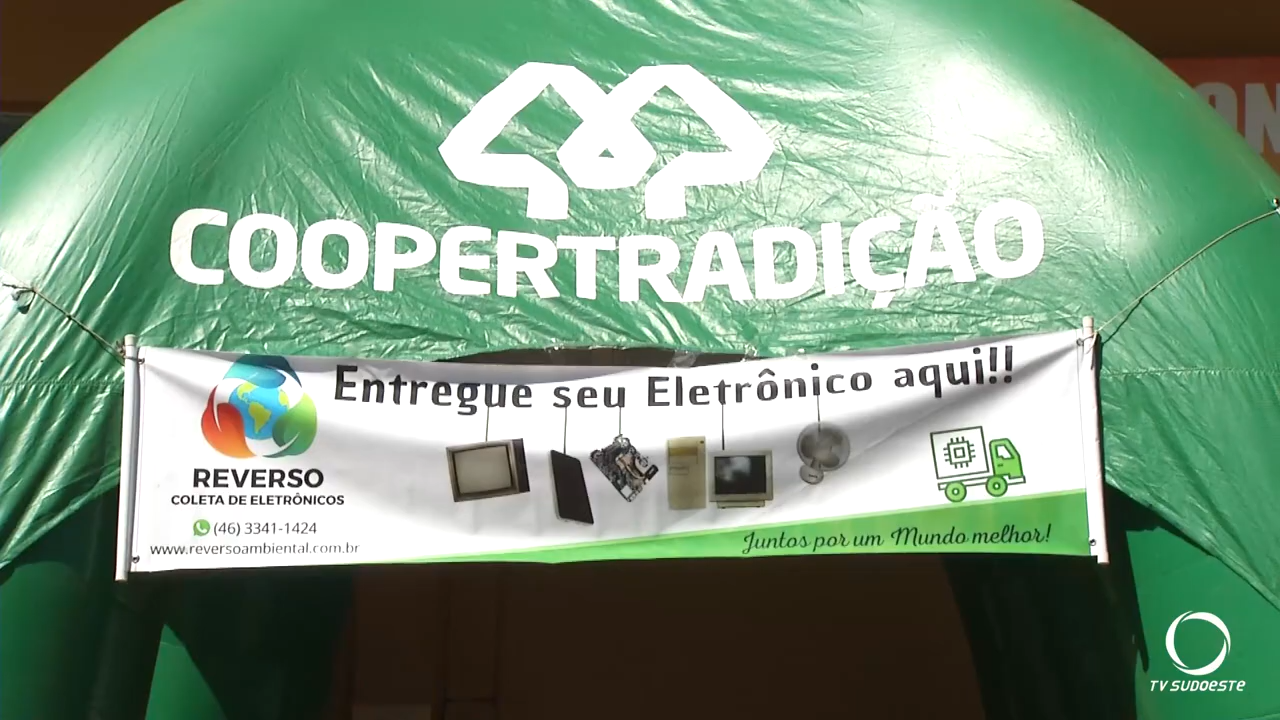 COOPERTRADIÇÃO
Entregue seu Eletrônico aqui!!
REVERSO
COLETA DE ELETRÔNICOS
(46) 3341-1424
www.reversoambiental.com.br
Juntos por um Mundo melhor!
TV SUDOESTE